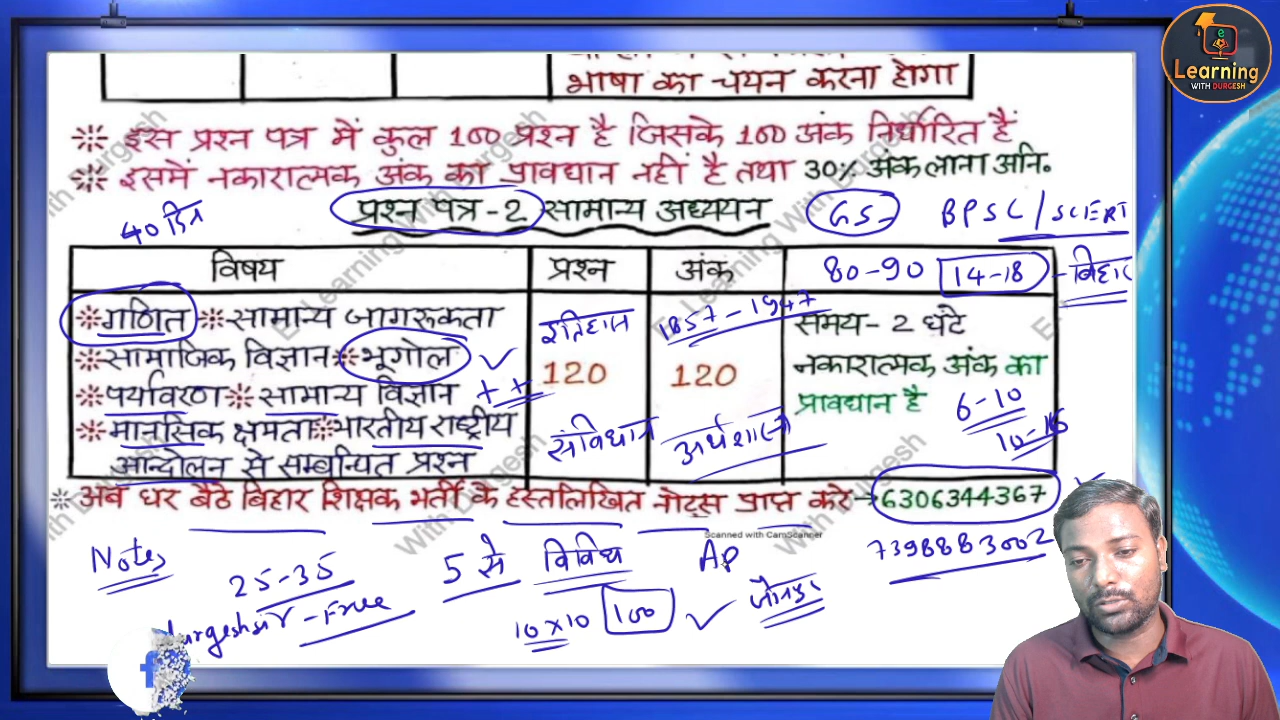 भाषा का चयन करना होगा
e Learning
WITH DURGESH
❊ इस प्रश्न पत्र में कुल 100 प्रश्न है जिसके 100 अंक निर्धारित हैं
❊ इसमें नकारात्मक अंक का प्रावधान नहीं है तथा 30% अंक लाना अनि॰
40 दिन
प्रश्न पत्र-2 सामान्य अध्ययन GS BPSC/SCERT
विषय प्रश्न अंक 80-90 14-18 - बिहार
❊गणित ❊सामान्य जागरूकता इतिहास 1857-1947 समय- 2 घंटे
❊सामाजिक विज्ञान ❊भूगोल ✓ 120 120 नकारात्मक अंक का
❊पर्यावरण ❊सामान्य विज्ञान ++ प्रावधान है 6-10
❊मानसिक क्षमता ❊भारतीय राष्ट्रीय संविधान अर्थशास्त्र
आन्दोलन से सम्बन्धित प्रश्न
❊ अब घर बैठे बिहार शिक्षक भर्ती के हस्तलिखित नोट्स प्राप्त करें→6306344367
Scanned with CamScanner
Notes 25-35 5 से विविध AP 7398883002
Durgeshsir - Free 10×10 100 ✓